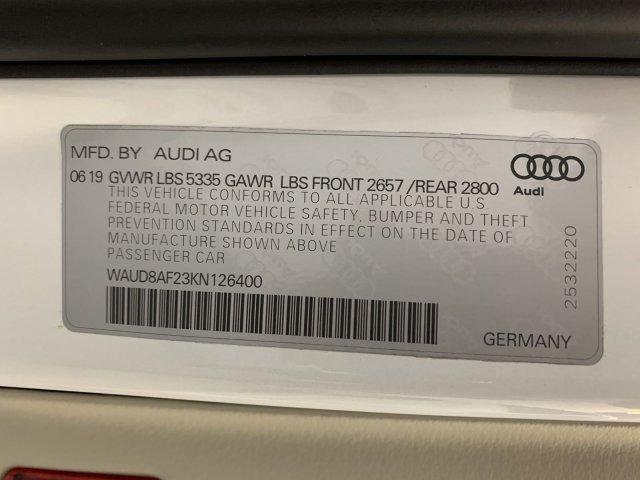 MFD. BY AUDI AG
06 19 GVWR LBS 5335 GAWR LBS FRONT 2657 /REAR 2800
THIS VEHICLE CONFORMS TO ALL APPLICABLE U.S.
FEDERAL MOTOR VEHICLE SAFETY, BUMPER AND THEFT
PREVENTION STANDARDS IN EFFECT ON THE DATE OF
MANUFACTURE SHOWN ABOVE
PASSENGER CAR
WAUD8AF23KN126400
Audi
2532220
GERMANY